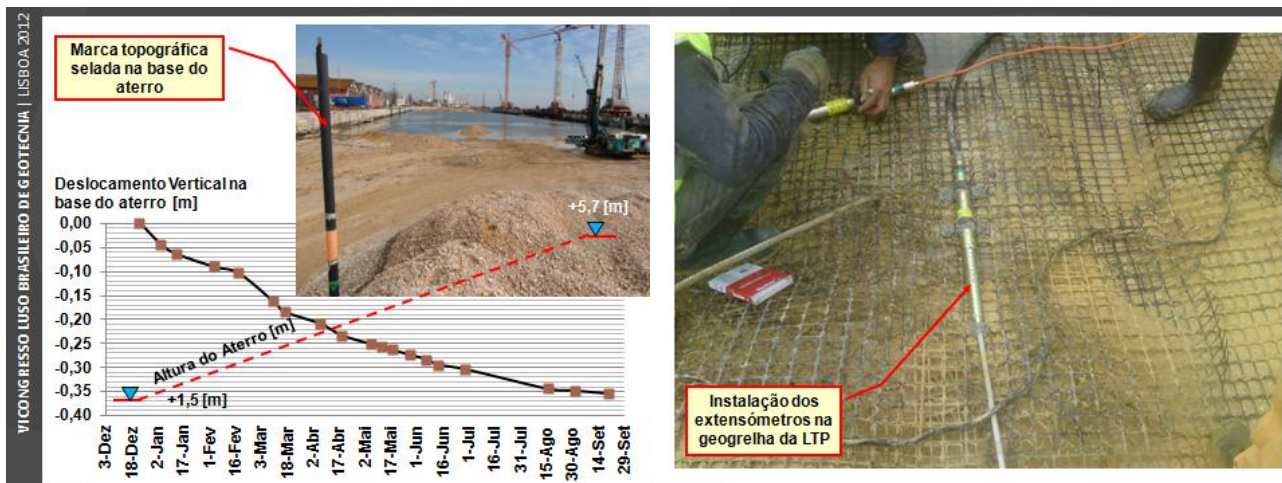 VI CONGRESSO LUSO BRASILEIRO DE GEOTECNIA | LISBOA 2012
Marca topográfica
selada na base do
aterro
Deslocamento Vertical na
base do aterro [m]
0,00
-0,05
-0,10
-0,15
-0,20
-0,25
-0,30
-0,35
-0,40
+5,7 [m]
Altura do Aterro [m]
+1,5 [m]
3-Dez
18-Dez
2-Jan
17-Jan
1-Fev
16-Fev
3-Mar
18-Mar
2-Abr
17-Abr
2-Mai
17-Mai
1-Jun
16-Jun
1-Jul
16-Jul
31-Jul
15-Ago
30-Ago
14-Set
29-Set
Instalação dos
extensómetros na
geogrelha da LTP